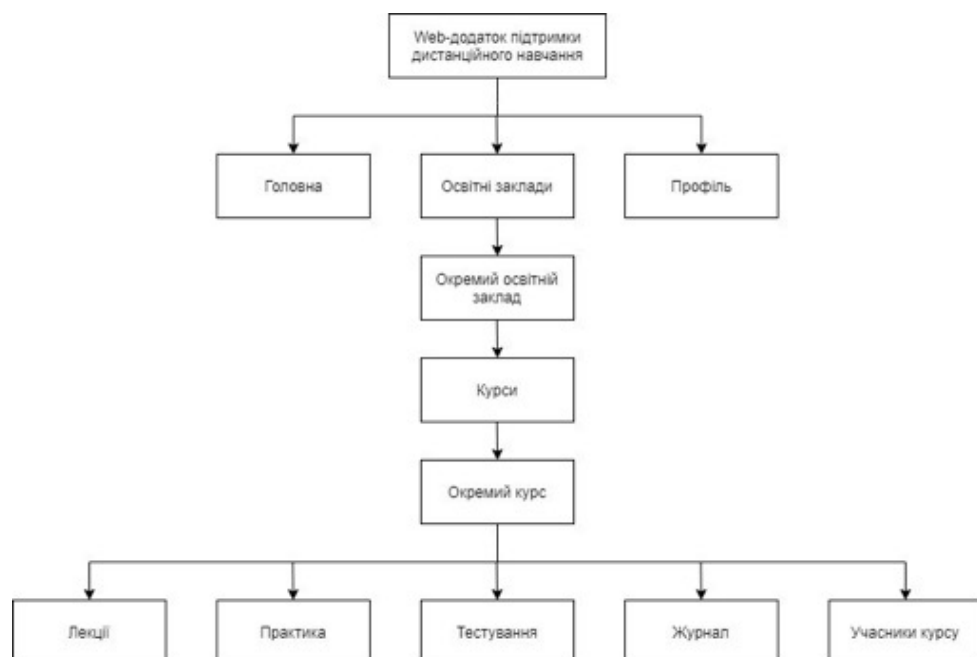 Web-додаток підтримки
дистанційного навчання
Головна
Освітні заклади
Профіль
Окремий освітній
заклад
Курси
Окремий курс
Лекції
Практика
Тестування
Журнал
Учасники курсу